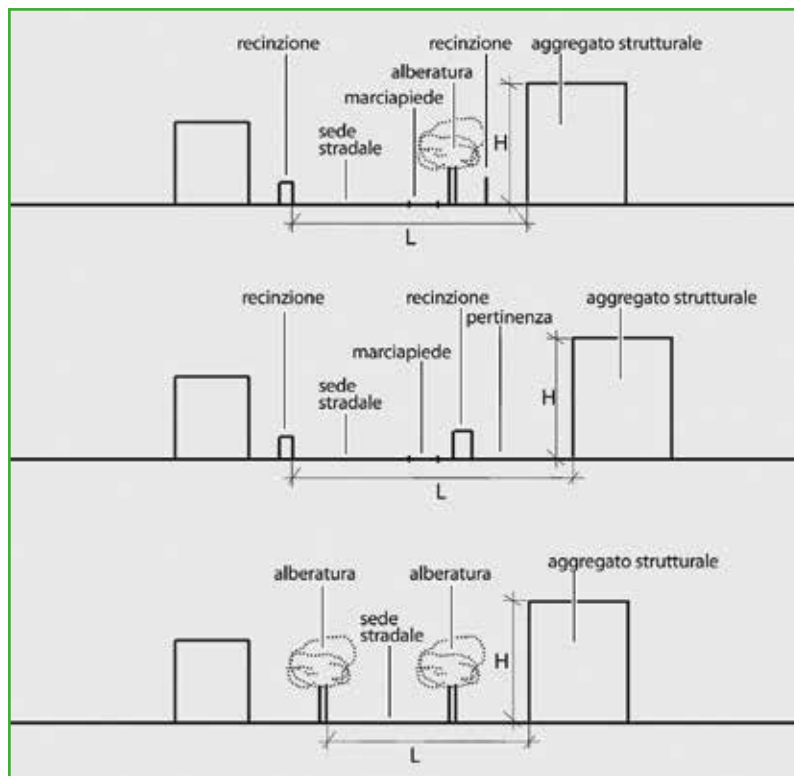 recinzione
recinzione
aggregato strutturale
alberatura
marciapiede
sede
stradale
H
L
recinzione
recinzione
aggregato strutturale
pertinenza
marciapiede
sede
stradale
H
L
alberatura
alberatura
aggregato strutturale
sede
stradale
H
L